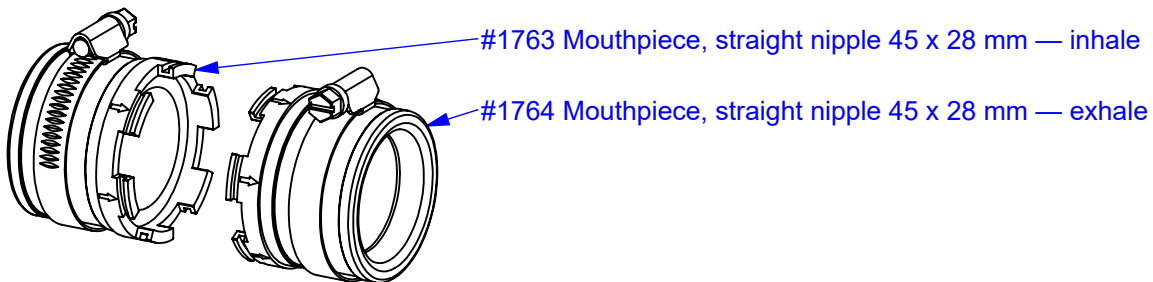 #1763 Mouthpiece, straight nipple 45 x 28 mm — inhale
#1764 Mouthpiece, straight nipple 45 x 28 mm — exhale